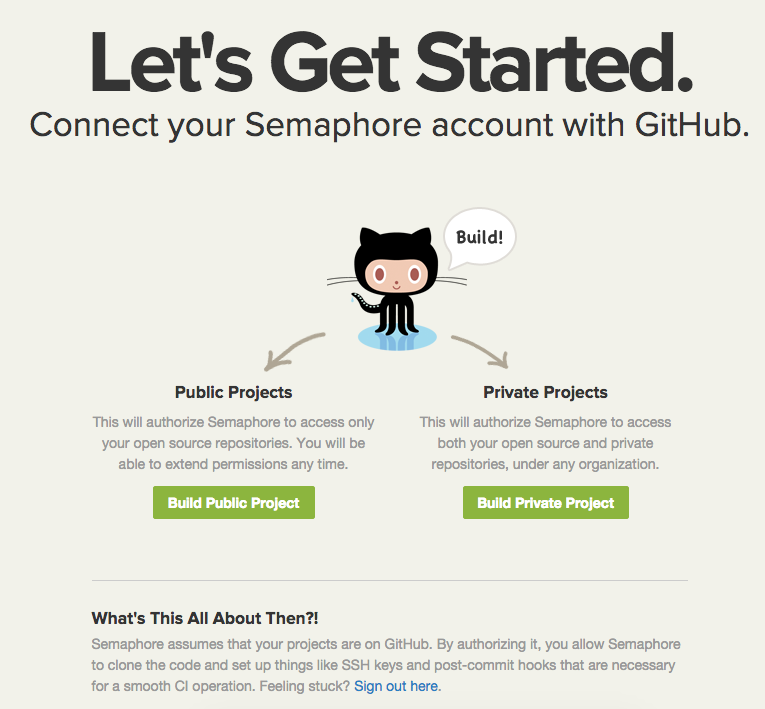 Let's Get Started.
Connect your Semaphore account with GitHub.
Build!
Public Projects
This will authorize Semaphore to access only
your open source repositories. You will be
able to extend permissions any time.
Build Public Project
Private Projects
This will authorize Semaphore to access
both your open source and private
repositories, under any organization.
Build Private Project
What's This All About Then?!
Semaphore assumes that your projects are on GitHub. By authorizing it, you allow Semaphore
to clone the code and set up things like SSH keys and post-commit hooks that are necessary
for a smooth CI operation. Feeling stuck? Sign out here.